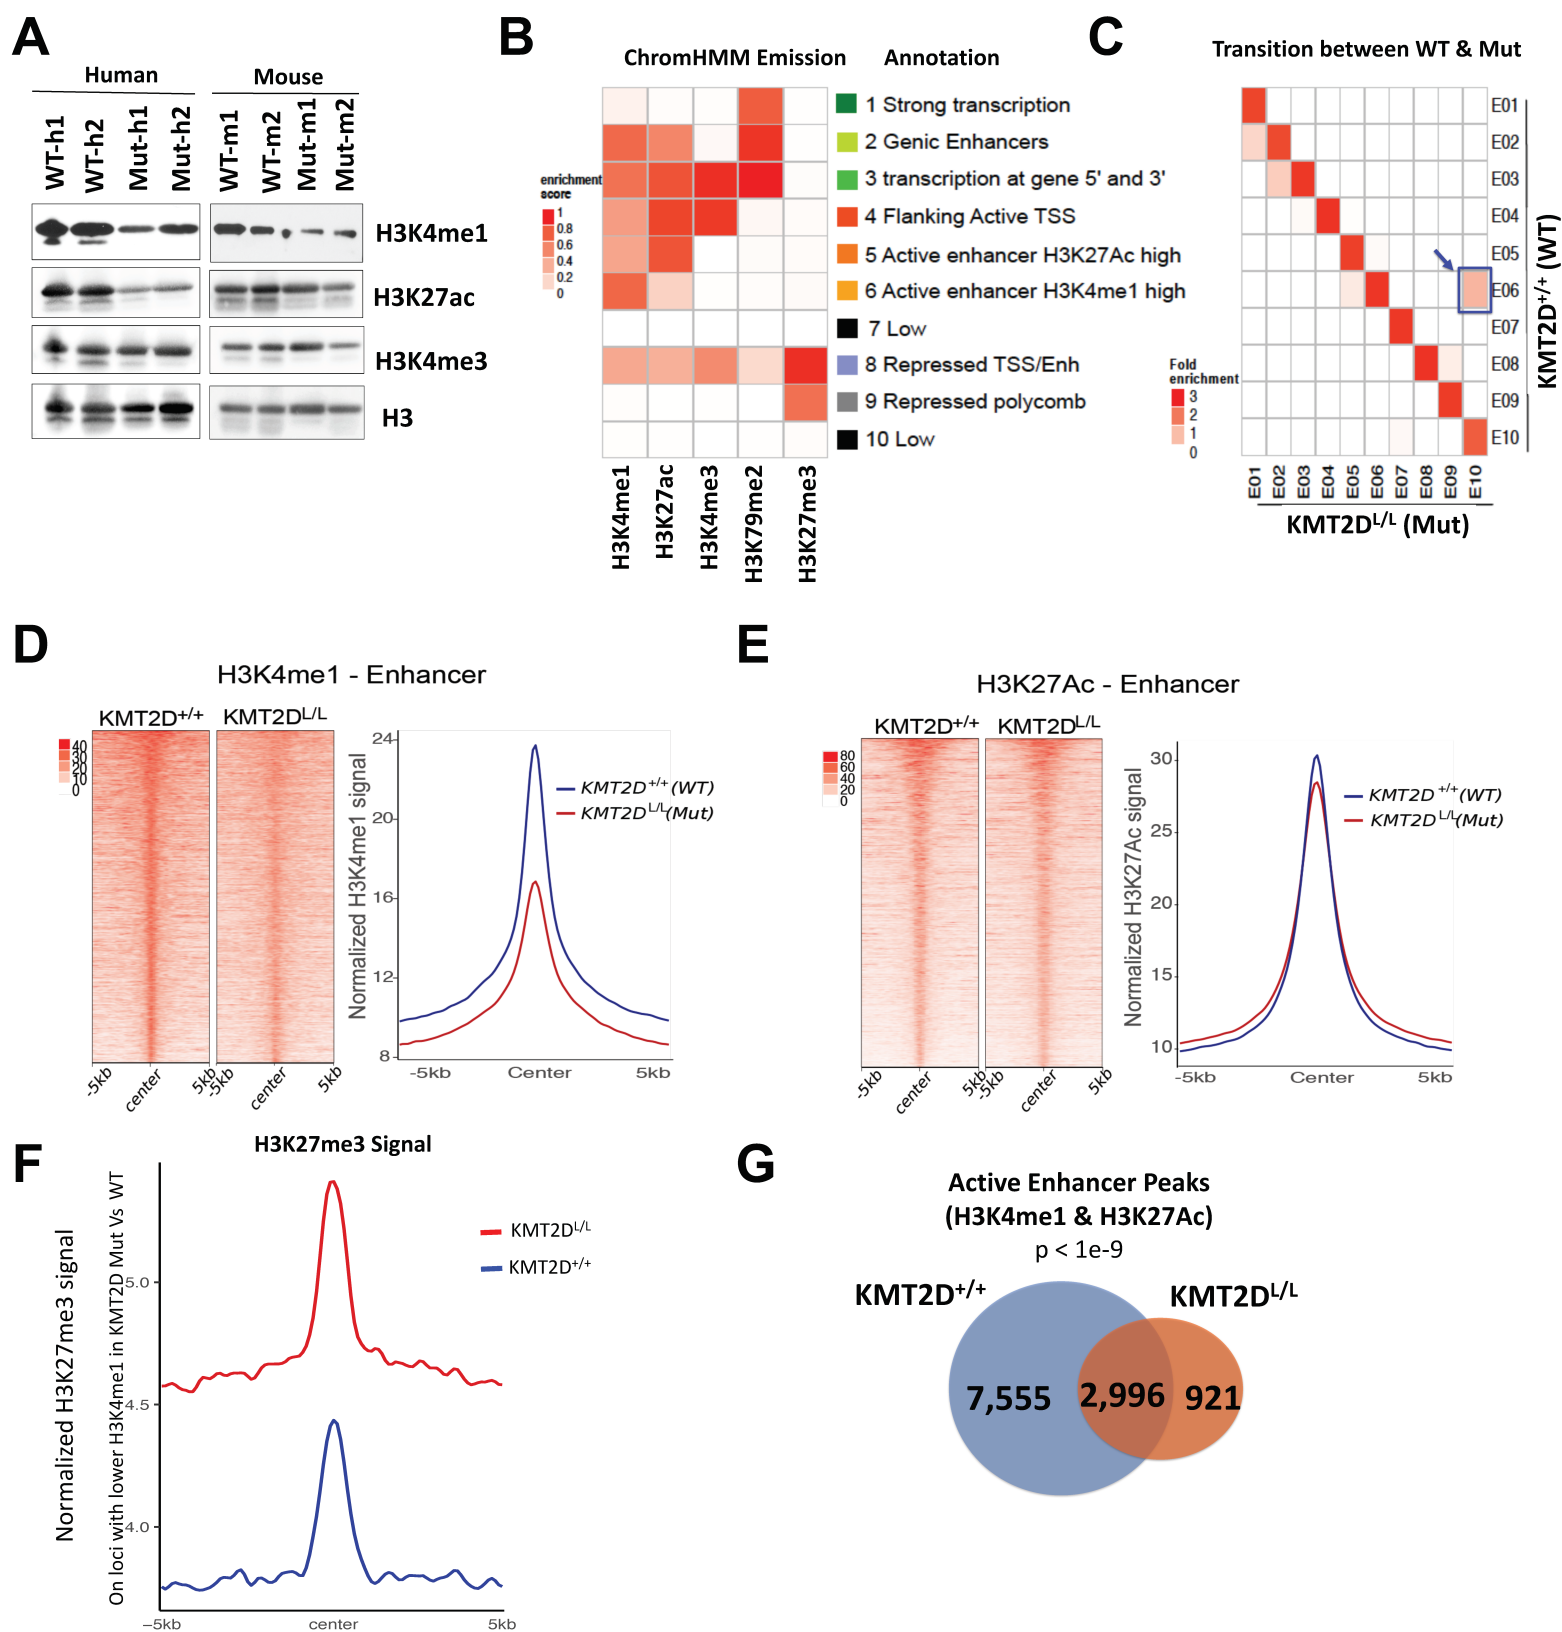 A
Human
Mouse
WT-h1
WT-h2
Mut-h1
Mut-h2
WT-m1
WT-m2
Mut-m1
Mut-m2
H3K4me1
H3K27ac
H3K4me3
H3
B
ChromHMM Emission
Annotation
enrichment
score
1
0.8
0.6
0.4
0.2
0
1 Strong transcription
2 Genic Enhancers
3 transcription at gene 5' and 3'
4 Flanking Active TSS
5 Active enhancer H3K27Ac high
6 Active enhancer H3K4me1 high
7 Low
8 Repressed TSS/Enh
9 Repressed polycomb
10 Low
H3K4me1
H3K27ac
H3K4me3
H3K79me2
H3K27me3
C
Transition between WT & Mut
E01
E02
E03
E04
E05
E06
E07
E08
E09
E10
KMT2D+/+ (WT)
Fold
enrichment
3
2
1
0
E01
E02
E03
E04
E05
E06
E07
E08
E09
E10
KMT2DL/L (Mut)
D
H3K4me1 - Enhancer
KMT2D+/+
KMT2DL/L
40
30
20
10
0
-5kb
center
5kb
-5kb
center
5kb
Normalized H3K4me1 signal
24
20
16
12
8
KMT2D+/+(WT)
KMT2DL/L(Mut)
-5kb
Center
5kb
E
H3K27Ac - Enhancer
KMT2D+/+
KMT2DL/L
80
60
40
20
0
-5kb
center
5kb
-5kb
center
5kb
Normalized H3K27Ac signal
30
25
20
15
10
KMT2D+/+(WT)
KMT2DL/L(Mut)
-5kb
Center
5kb
F
H3K27me3 Signal
Normalized H3K27me3 signal
On loci with lower H3K4me1 in KMT2D Mut Vs WT
5.0
4.5
4.0
KMT2DL/L
KMT2D+/+
−5kb
center
5kb
G
Active Enhancer Peaks
(H3K4me1 & H3K27Ac)
p < 1e-9
KMT2D+/+
KMT2DL/L
7,555
2,996
921